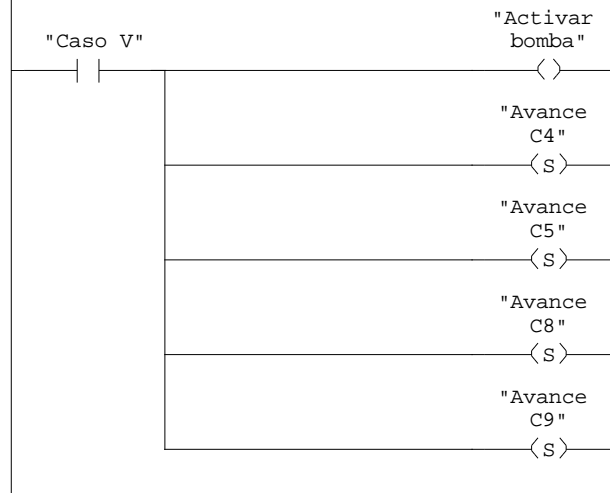 "Caso V"
"Activar
bomba"
"Avance
C4"
S
"Avance
C5"
S
"Avance
C8"
S
"Avance
C9"
S